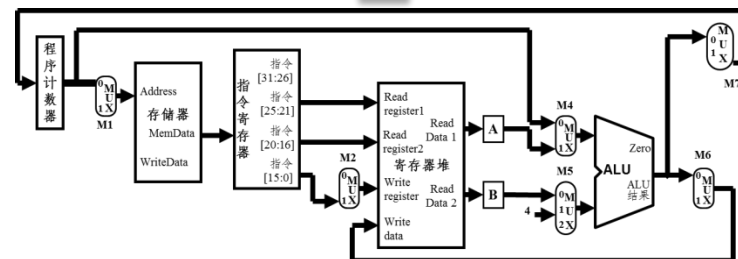 程序计数器
0 M U 1 X
M1
Address
存储器
MemData
WriteData
指令寄存器
指令
[31:26]
指令
[25:21]
指令
[20:16]
指令
[15:0]
0 M U 1 X
M2
Read
register1
Read
register2
Write
register
Write
data
寄存器堆
Read
Data 1
Read
Data 2
A
B
M4
0 M U 1 X
M5
0 M 1 U 2 X
4
ALU
Zero
ALU
结果
M6
0 M U 1 X
0 M U 1 X
M7